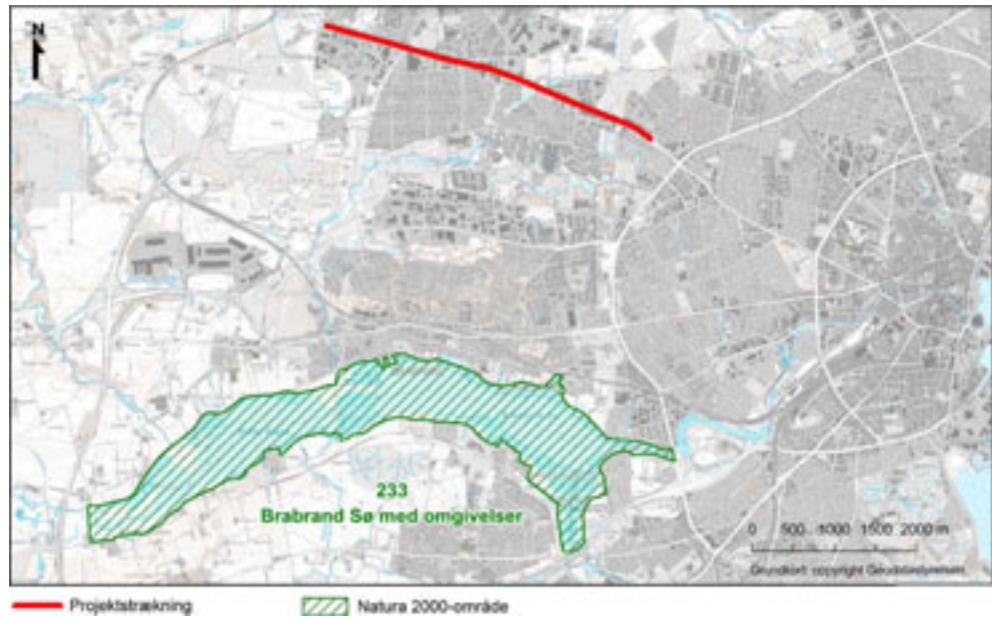 N
233
Brabrand Sø med omgivelser
0 500 1000 1500 2000 m
Grundkort: copyright Geodatastyrelsen
Projektstrækning
Natura 2000-område